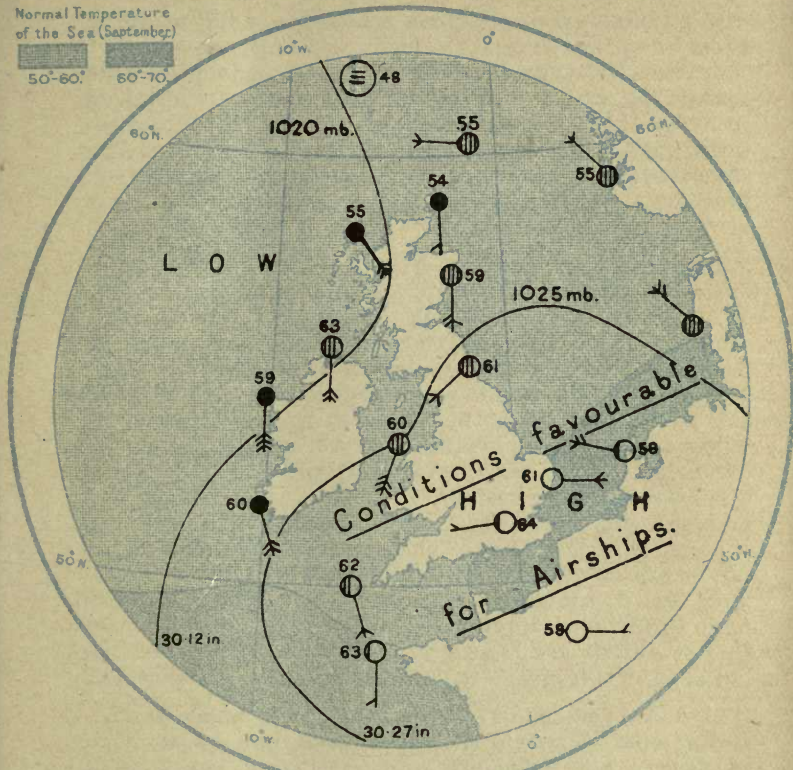 Normal Temperature
of the Sea (September)
50°-60°.
60°-70°.
10°W.
0°
48
1020 mb.
55
60°N.
60°N.
55
54
55
LOW
59
1025 mb.
63
59
61
favourable
60
58
61
Conditions
HIGH
60
64
50°N.
50°N.
for Airships.
62
58
63
30·12 in
30·27 in
10°W.
0°